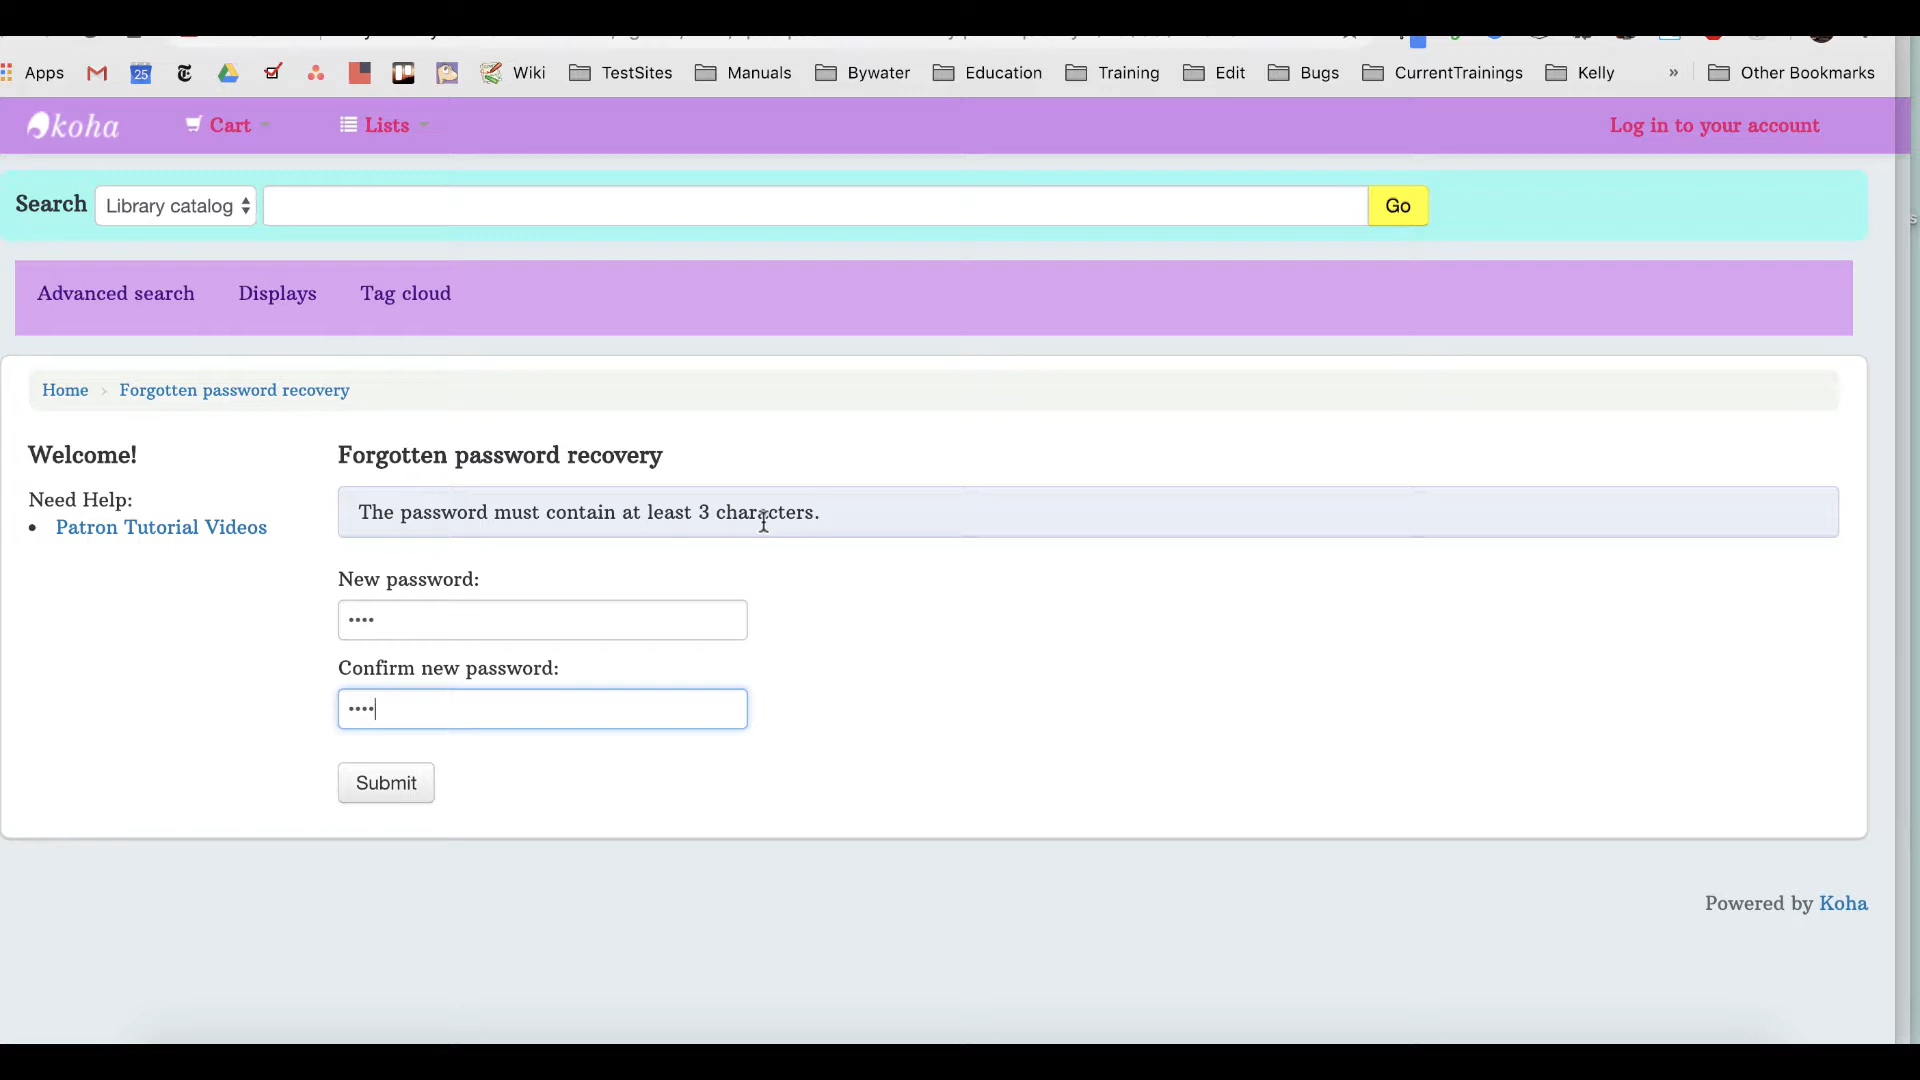 Apps 25 Wiki TestSites Manuals Bywater Education Training Edit Bugs CurrentTrainings Kelly » Other Bookmarks
koha Cart Lists Log in to your account
Search Library catalog Go
Advanced search Displays Tag cloud
Home › Forgotten password recovery
Welcome!
Need Help:
• Patron Tutorial Videos
Forgotten password recovery
The password must contain at least 3 characters.
New password:
••••
Confirm new password:
••••
Submit
Powered by Koha